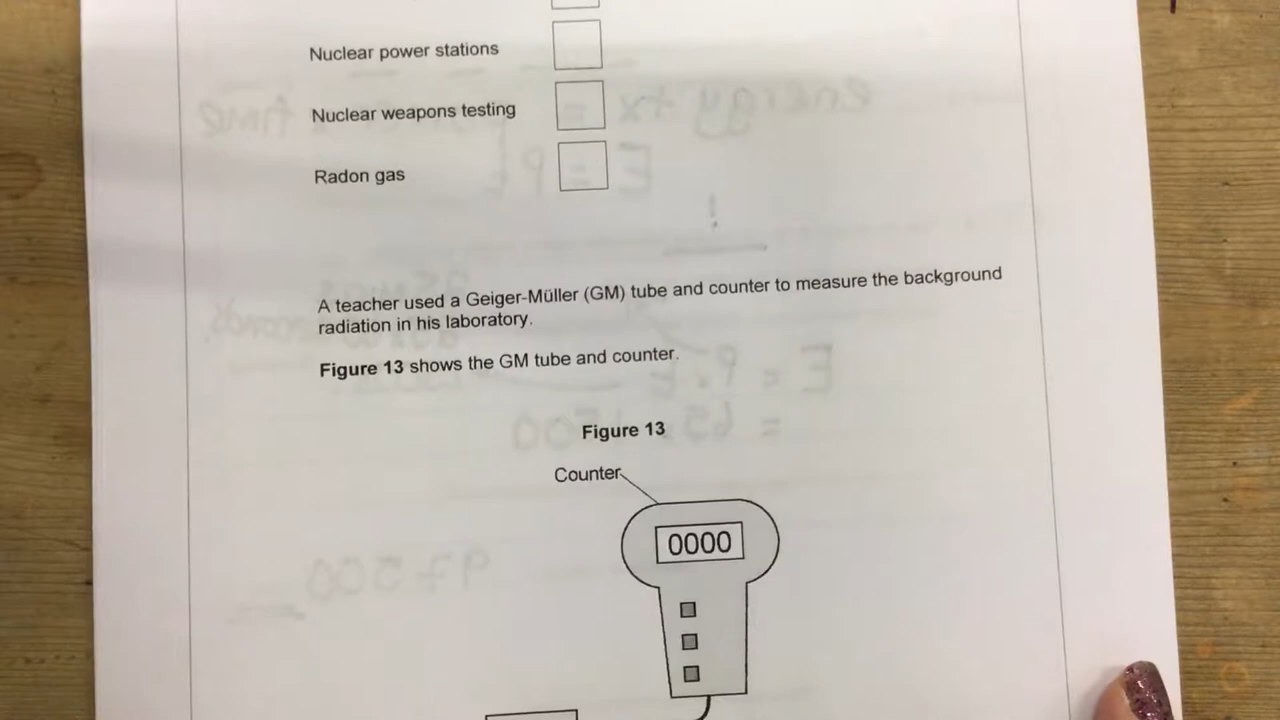 Nuclear power stations
Nuclear weapons testing
Radon gas
A teacher used a Geiger-Müller (GM) tube and counter to measure the background
radiation in his laboratory.
Figure 13 shows the GM tube and counter.
Figure 13
Counter
0000